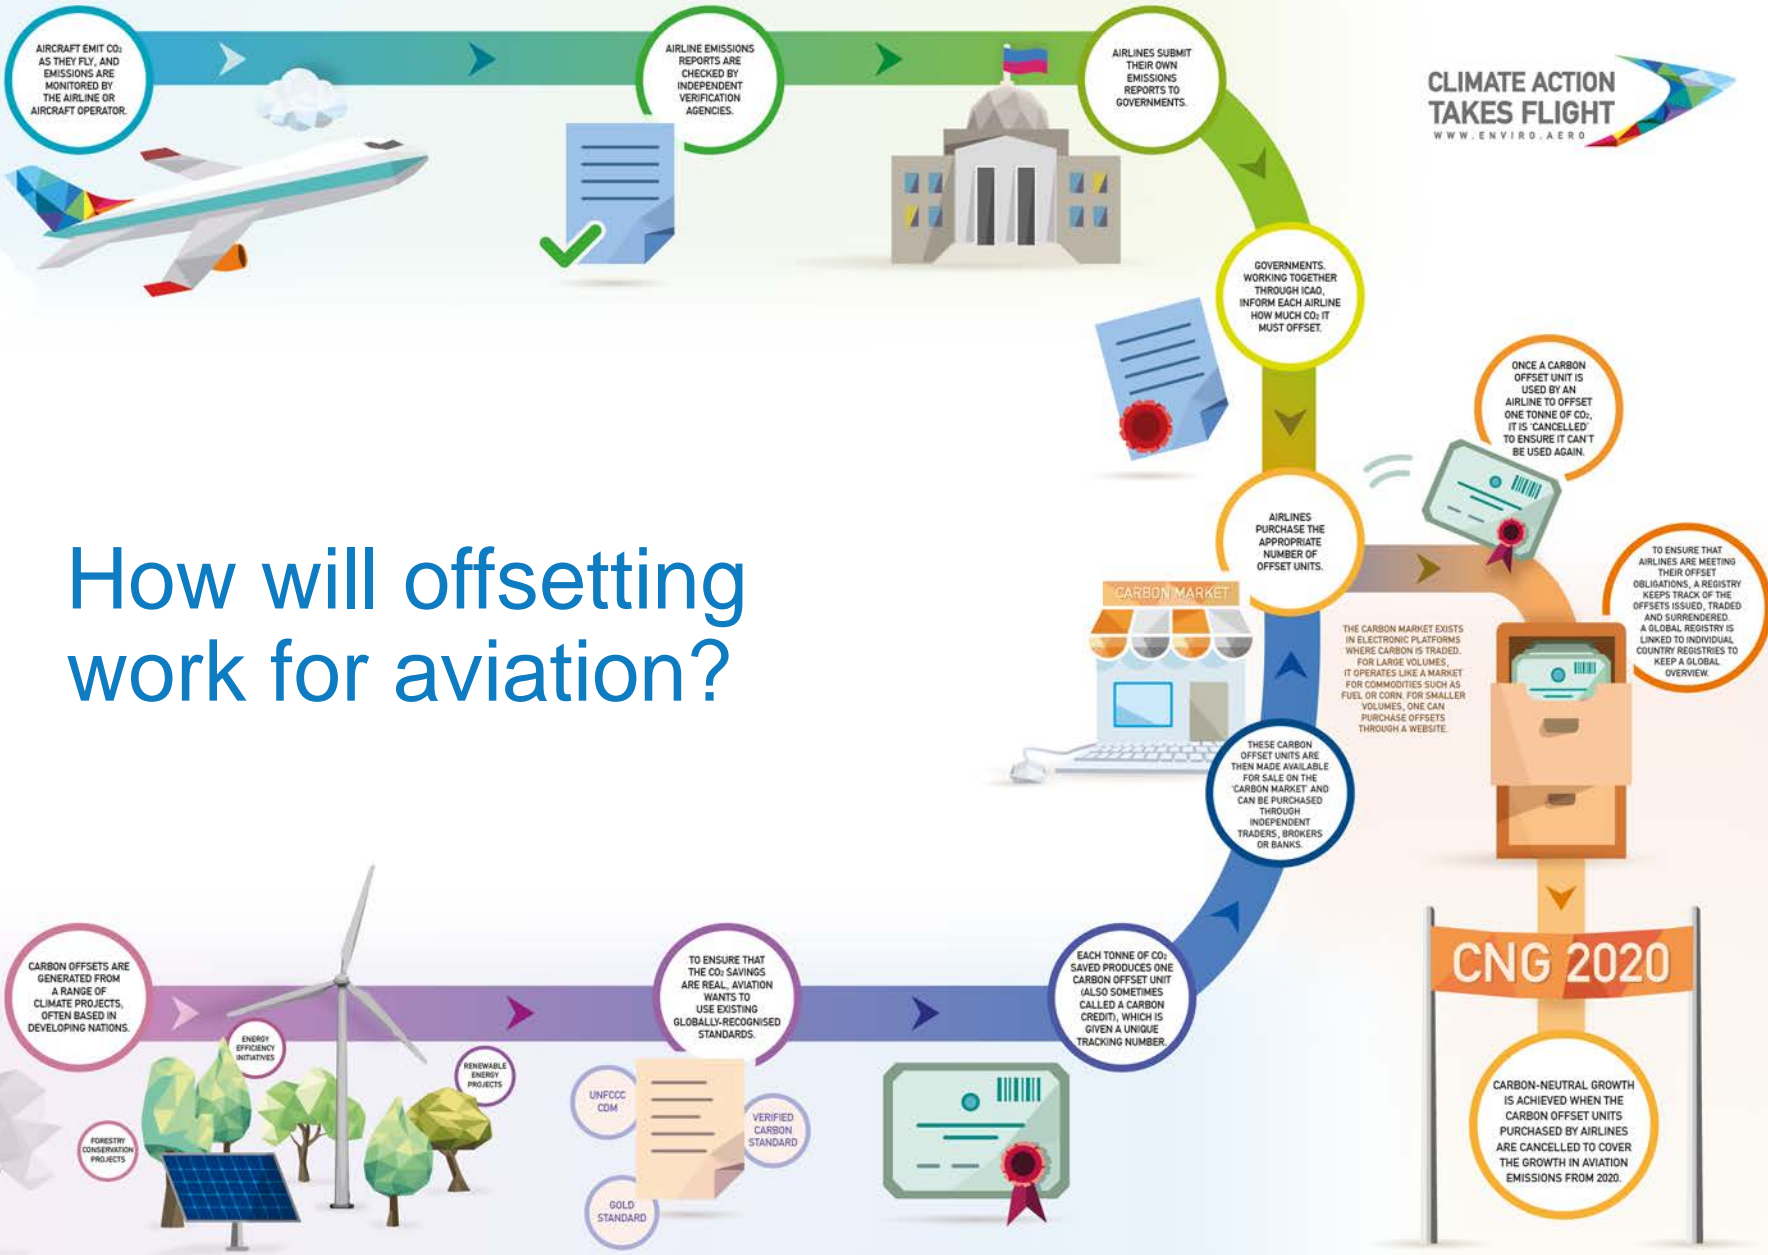 AIRCRAFT EMIT CO₂
AS THEY FLY, AND
EMISSIONS ARE
MONITORED BY
THE AIRLINE OR
AIRCRAFT OPERATOR.
AIRLINE EMISSIONS
REPORTS ARE
CHECKED BY
INDEPENDENT
VERIFICATION
AGENCIES.
AIRLINES SUBMIT
THEIR OWN
EMISSIONS
REPORTS TO
GOVERNMENTS.
CLIMATE ACTION
TAKES FLIGHT
WWW.ENVIRO.AERO
GOVERNMENTS.
WORKING TOGETHER
THROUGH ICAO,
INFORM EACH AIRLINE
HOW MUCH CO₂ IT
MUST OFFSET.
ONCE A CARBON
OFFSET UNIT IS
USED BY AN
AIRLINE TO OFFSET
ONE TONNE OF CO₂,
IT IS 'CANCELLED'
TO ENSURE IT CAN'T
BE USED AGAIN.
AIRLINES
PURCHASE THE
APPROPRIATE
NUMBER OF
OFFSET UNITS.
TO ENSURE THAT
AIRLINES ARE MEETING
THEIR OFFSET
OBLIGATIONS, A REGISTRY
KEEPS TRACK OF THE
OFFSETS ISSUED, TRADED
AND SURRENDERED.
A GLOBAL REGISTRY IS
LINKED TO INDIVIDUAL
COUNTRY REGISTRIES TO
KEEP A GLOBAL
OVERVIEW.
How will offsetting
work for aviation?
CARBON MARKET
THE CARBON MARKET EXISTS
IN ELECTRONIC PLATFORMS
WHERE CARBON IS TRADED.
FOR LARGE VOLUMES,
IT OPERATES LIKE A MARKET
FOR COMMODITIES SUCH AS
FUEL OR CORN. FOR SMALLER
VOLUMES, ONE CAN
PURCHASE OFFSETS
THROUGH A WEBSITE.
THESE CARBON
OFFSET UNITS ARE
THEN MADE AVAILABLE
FOR SALE ON THE
'CARBON MARKET' AND
CAN BE PURCHASED
THROUGH
INDEPENDENT
TRADERS, BROKERS
OR BANKS.
CARBON OFFSETS ARE
GENERATED FROM
A RANGE OF
CLIMATE PROJECTS,
OFTEN BASED IN
DEVELOPING NATIONS.
ENERGY
EFFICIENCY
INITIATIVES
RENEWABLE
ENERGY
PROJECTS
FORESTRY
CONSERVATION
PROJECTS
TO ENSURE THAT
THE CO₂ SAVINGS
ARE REAL, AVIATION
WANTS TO
USE EXISTING
GLOBALLY-RECOGNISED
STANDARDS.
UNFCCC
CDM
VERIFIED
CARBON
STANDARD
GOLD
STANDARD
EACH TONNE OF CO₂
SAVED PRODUCES ONE
CARBON OFFSET UNIT
(ALSO SOMETIMES
CALLED A CARBON
CREDIT), WHICH IS
GIVEN A UNIQUE
TRACKING NUMBER.
CNG 2020
CARBON-NEUTRAL GROWTH
IS ACHIEVED WHEN THE
CARBON OFFSET UNITS
PURCHASED BY AIRLINES
ARE CANCELLED TO COVER
THE GROWTH IN AVIATION
EMISSIONS FROM 2020.